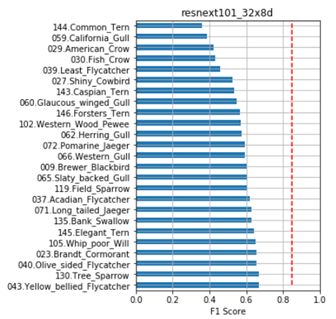 resnext101_32x8d
144.Common_Tern
059.California_Gull
029.American_Crow
030.Fish_Crow
039.Least_Flycatcher
027.Shiny_Cowbird
143.Caspian_Tern
060.Glaucous_winged_Gull
146.Forsters_Tern
102.Western_Wood_Pewee
062.Herring_Gull
072.Pomarine_Jaeger
066.Western_Gull
009.Brewer_Blackbird
065.Slaty_backed_Gull
119.Field_Sparrow
037.Acadian_Flycatcher
071.Long_tailed_Jaeger
135.Bank_Swallow
145.Elegant_Tern
105.Whip_poor_Will
023.Brandt_Cormorant
040.Olive_sided_Flycatcher
130.Tree_Sparrow
043.Yellow_bellied_Flycatcher
0.0 0.2 0.4 0.6 0.8 1.0
F1 Score